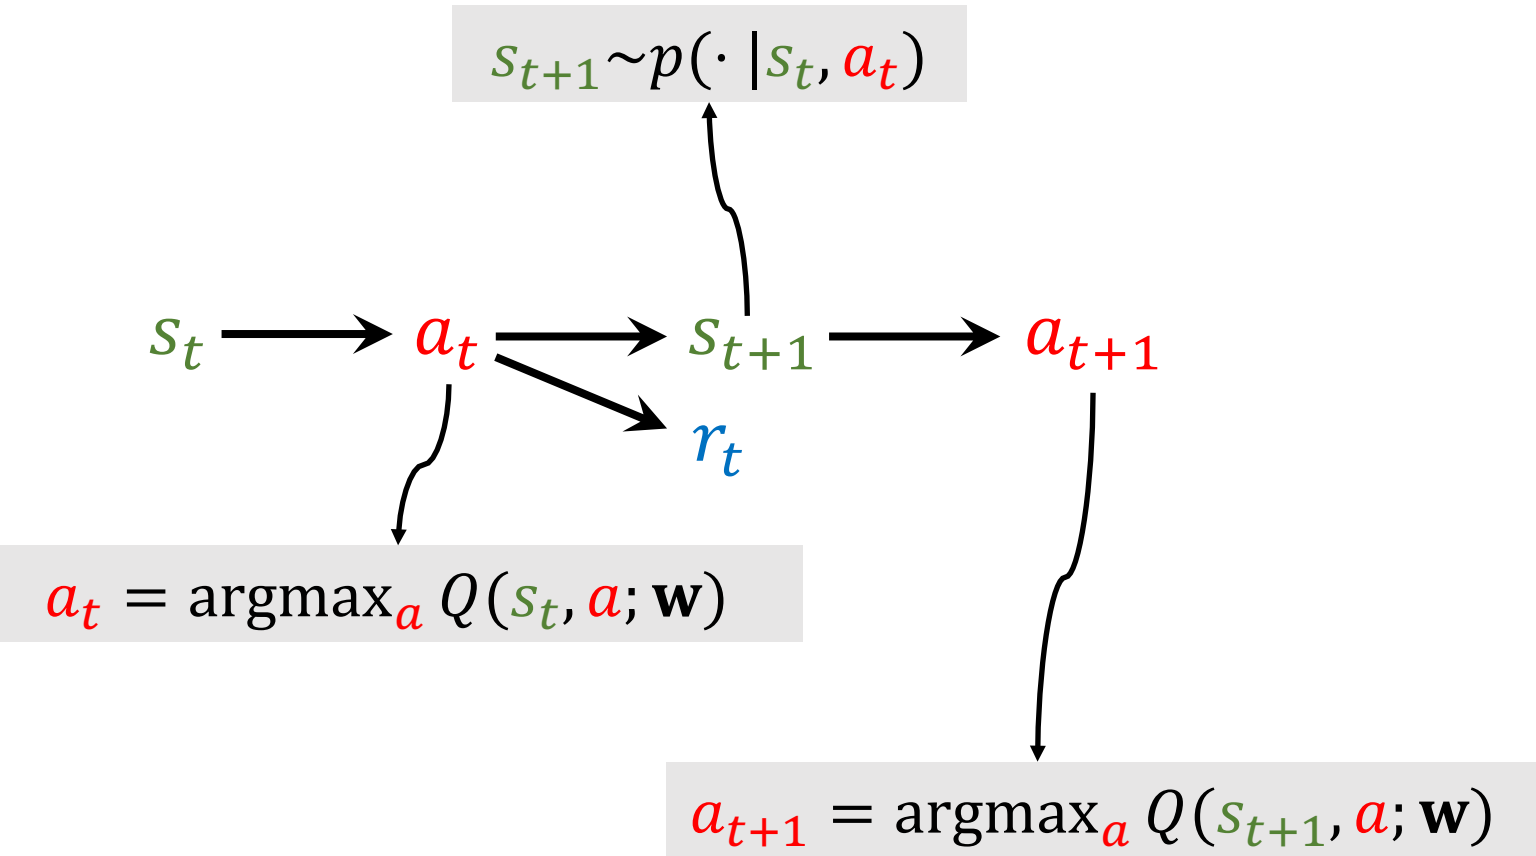 s_{t+1}~p(· |s_t, a_t)
s_t a_t s_{t+1} a_{t+1}
r_t
a_t = argmax_a Q(s_t, a; w)
a_{t+1} = argmax_a Q(s_{t+1}, a; w)